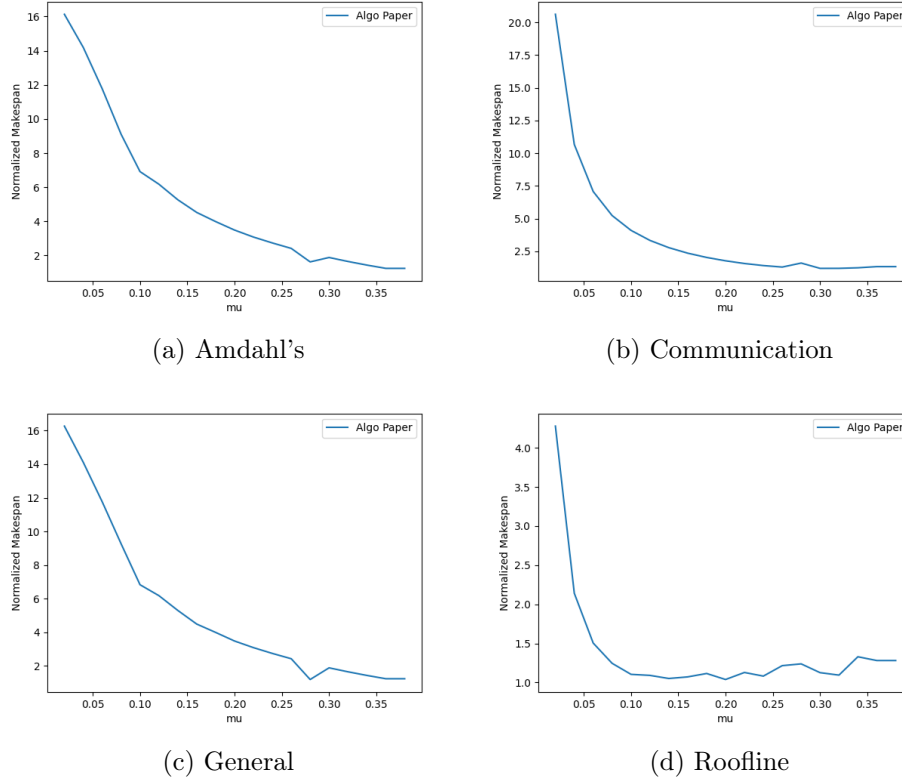 Algo Paper
16
14
12
10
8
6
4
2
Normalized Makespan
0.05 0.10 0.15 0.20 0.25 0.30 0.35
mu
(a) Amdahl's
Algo Paper
20.0
17.5
15.0
12.5
10.0
7.5
5.0
2.5
Normalized Makespan
0.05 0.10 0.15 0.20 0.25 0.30 0.35
mu
(b) Communication
Algo Paper
16
14
12
10
8
6
4
2
Normalized Makespan
0.05 0.10 0.15 0.20 0.25 0.30 0.35
mu
(c) General
Algo Paper
4.0
3.5
3.0
2.5
2.0
1.5
1.0
Normalized Makespan
0.05 0.10 0.15 0.20 0.25 0.30 0.35
mu
(d) Roofline